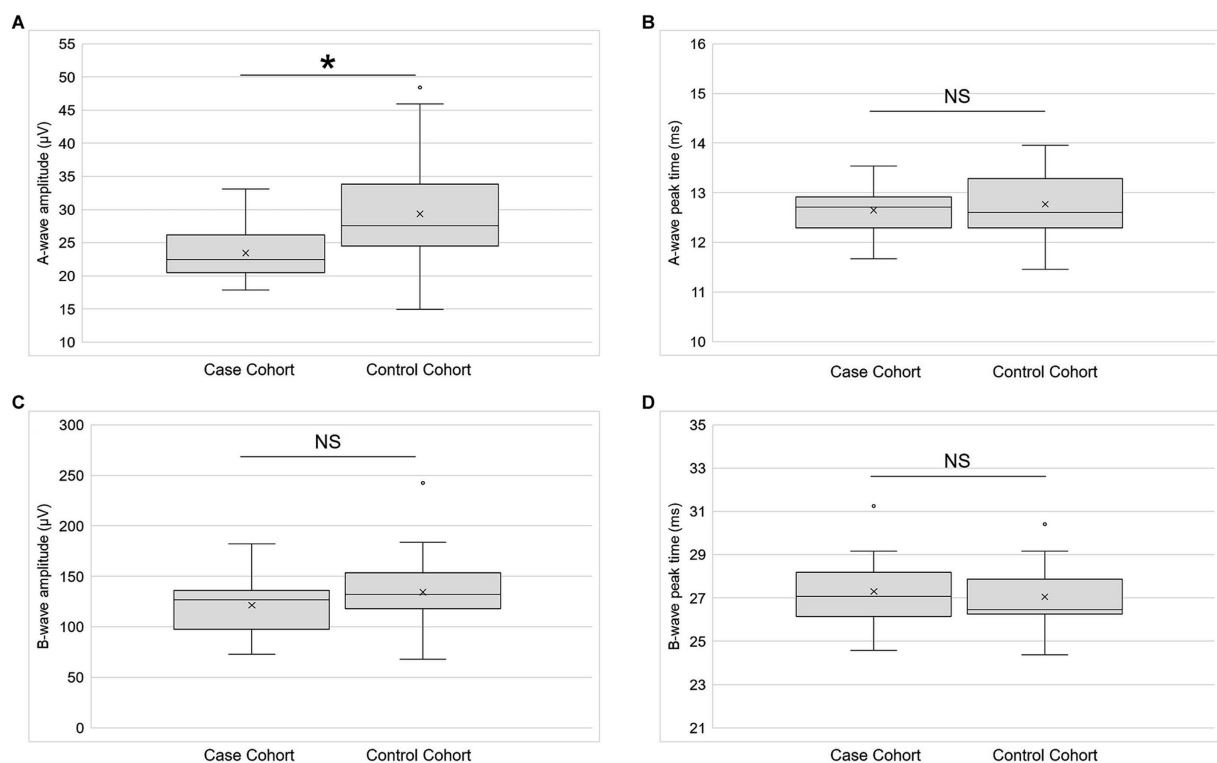 A
A-wave amplitude (µV)
55
50
45
40
35
30
25
20
15
10
*
Case Cohort
Control Cohort
B
A-wave peak time (ms)
16
15
14
13
12
11
10
NS
Case Cohort
Control Cohort
C
B-wave amplitude (µV)
300
250
200
150
100
50
0
NS
Case Cohort
Control Cohort
D
B-wave peak time (ms)
35
33
31
29
27
25
23
21
NS
Case Cohort
Control Cohort